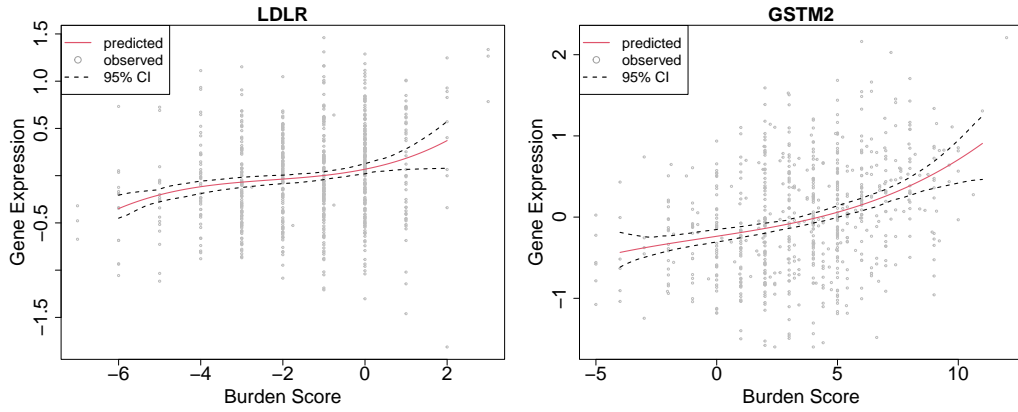 LDLR
predicted
observed
95% CI
1.5
0.5
−0.5
−1.5
Gene Expression
−6
−4
−2
0
2
Burden Score
GSTM2
predicted
observed
95% CI
2
1
0
−1
Gene Expression
−5
0
5
10
Burden Score